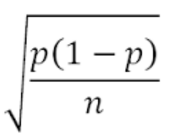 √(p(1 − p)/n)